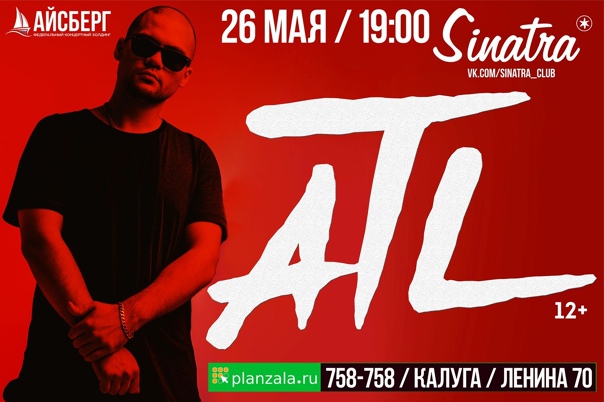 АЙСБЕРГ
ФЕДЕРАЛЬНЫЙ КОНЦЕРТНЫЙ ХОЛДИНГ
26 МАЯ / 19:00
Sinatra
VK.COM/SINATRA_CLUB
ATL
12+
planzala.ru 758-758 / КАЛУГА / ЛЕНИНА 70